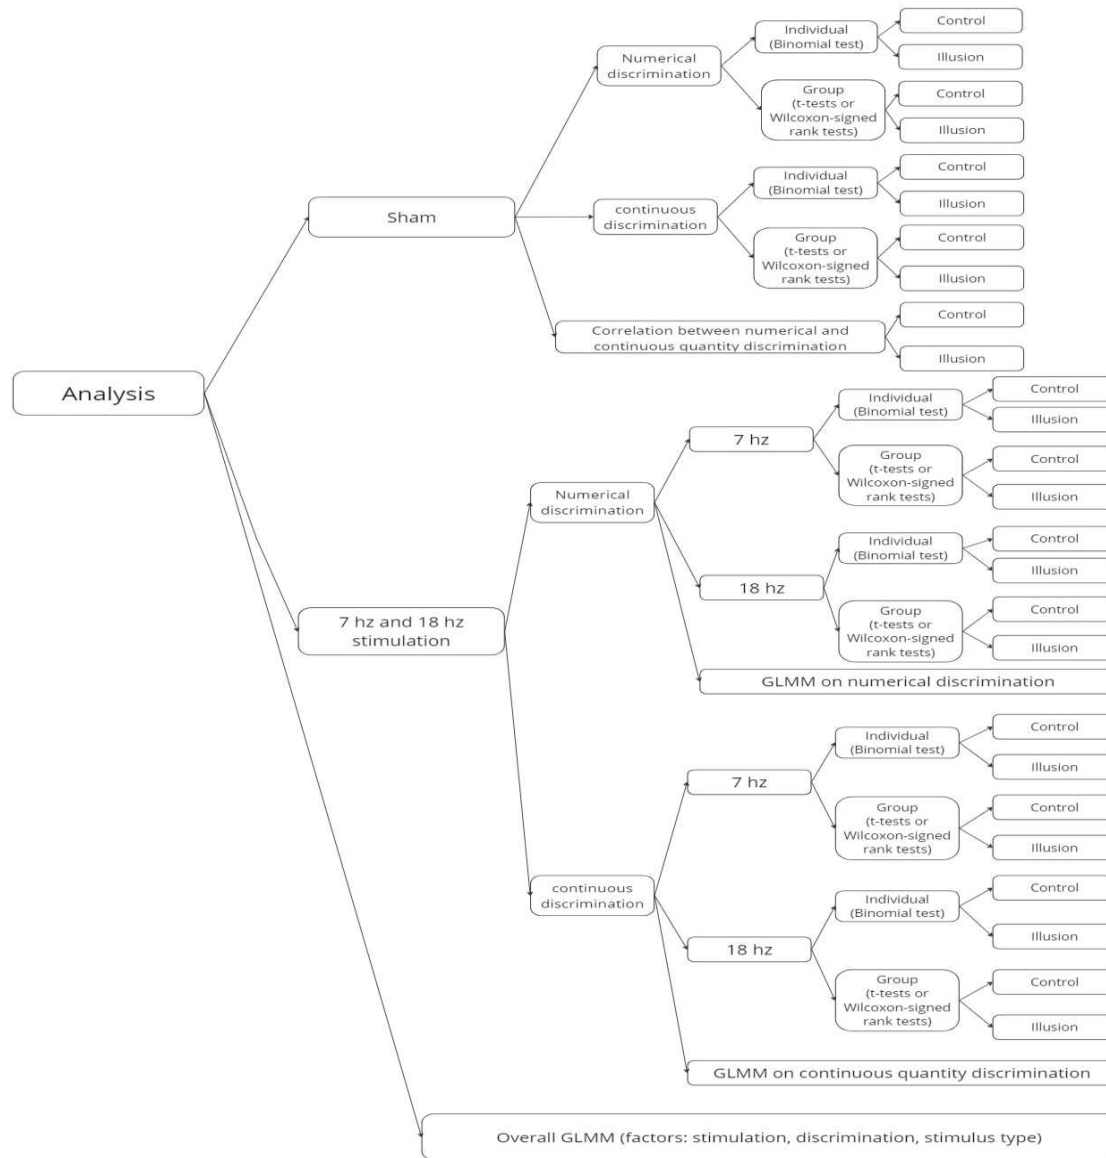 Analysis
Sham
Numerical
discrimination
Individual
(Binomial test)
Control
Illusion
Group
(t-tests or
Wilcoxon-signed
rank tests)
Control
Illusion
continuous
discrimination
Individual
(Binomial test)
Control
Illusion
Group
(t-tests or
Wilcoxon-signed
rank tests)
Control
Illusion
Correlation between numerical and
continuous quantity discrimination
Control
Illusion
7 hz and 18 hz
stimulation
Numerical
discrimination
7 hz
Individual
(Binomial test)
Control
Illusion
Group
(t-tests or
Wilcoxon-signed
rank tests)
Control
Illusion
18 hz
Individual
(Binomial test)
Control
Illusion
Group
(t-tests or
Wilcoxon-signed
rank tests)
Control
Illusion
GLMM on numerical discrimination
continuous
discrimination
7 hz
Individual
(Binomial test)
Control
Illusion
Group
(t-tests or
Wilcoxon-signed
rank tests)
Control
Illusion
18 hz
Individual
(Binomial test)
Control
Illusion
Group
(t-tests or
Wilcoxon-signed
rank tests)
Control
Illusion
GLMM on continuous quantity discrimination
Overall GLMM (factors: stimulation, discrimination, stimulus type)